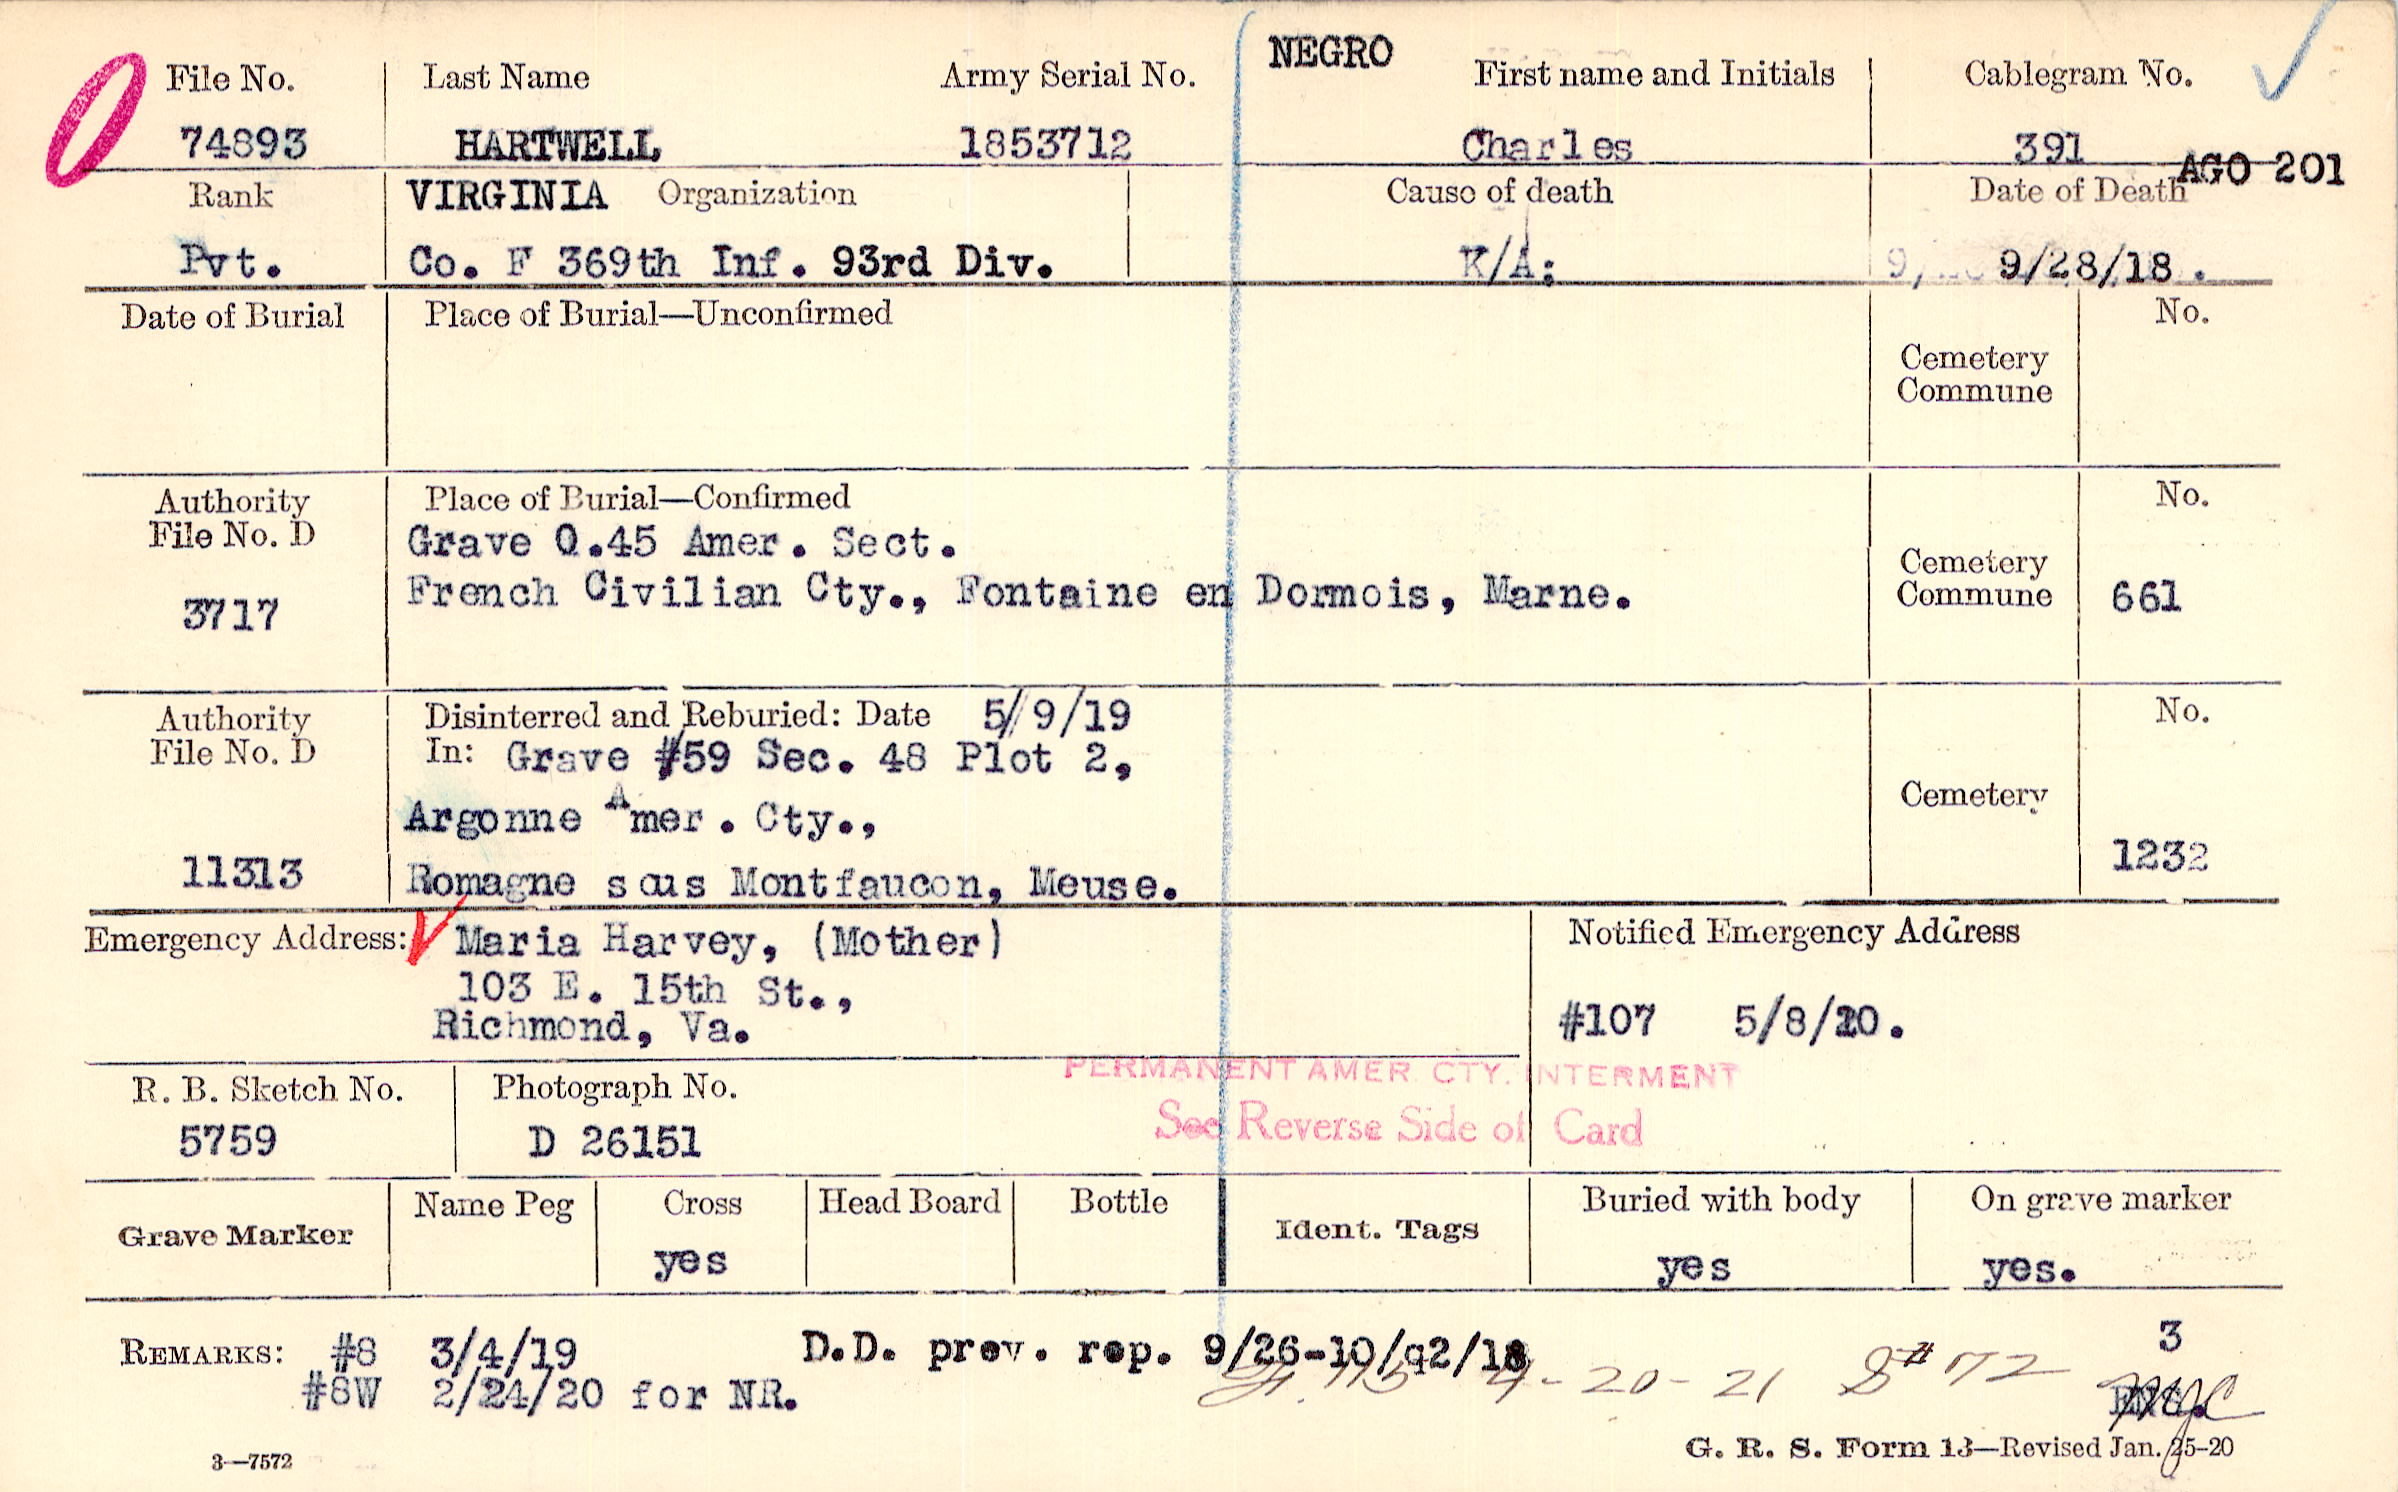 NEGRO
File No. Last Name Army Serial No. First name and Initials Cablegram No.
74893 HARTWELL 1853712 Charles 391
AGO 201
Rank VIRGINIA Organization Cause of death Date of Death
Pvt. Co. F 369th Inf. 93rd Div. K/A: 9/28/18.
Date of Burial Place of Burial—Unconfirmed No.
Cemetery
Commune
Authority Place of Burial—Confirmed No.
File No. D Grave Q.45 Amer. Sect.
3717 French Civilian Cty., Fontaine en Dormois, Marne. Cemetery
Commune 661
Authority Disinterred and Reburied: Date 5/9/19 No.
File No. D In: Grave #59 Sec. 48 Plot 2,
Argonne Amer. Cty., Cemetery
11313 Romagne sous Montfaucon, Meuse. 1232
Emergency Address: Maria Harvey, (Mother) Notified Emergency Address
103 E. 15th St.,
Richmond, Va. #107 5/8/20.
PERMANENT AMER. CTY. INTERMENT
See Reverse Side of Card
R. B. Sketch No. Photograph No.
5759 D 26151
Grave Marker Name Peg Cross Head Board Bottle Ident. Tags Buried with body On grave marker
yes yes yes.
REMARKS: #8 3/4/19 D.D. prev. rep. 9/26-10/q2/18 3
#8W 2/24/20 for NR. 4-20-21 8#72
3—7572 G. R. S. Form 13—Revised Jan. 25-20